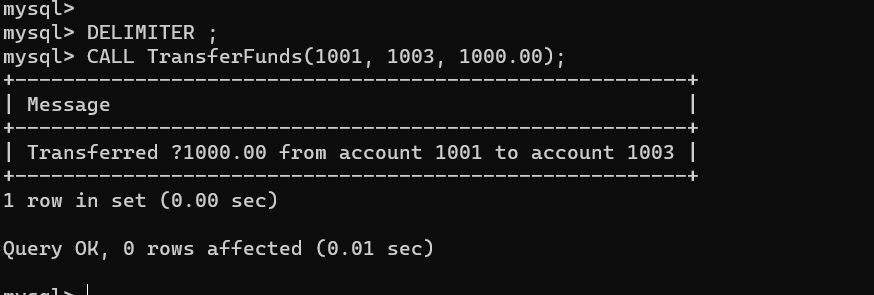 mysql>
mysql> DELIMITER ;
mysql> CALL TransferFunds(1001, 1003, 1000.00);
+--------------------------------------------------------+
| Message                                                |
+--------------------------------------------------------+
| Transferred ?1000.00 from account 1001 to account 1003 |
+--------------------------------------------------------+
1 row in set (0.00 sec)
Query OK, 0 rows affected (0.01 sec)
mysql>